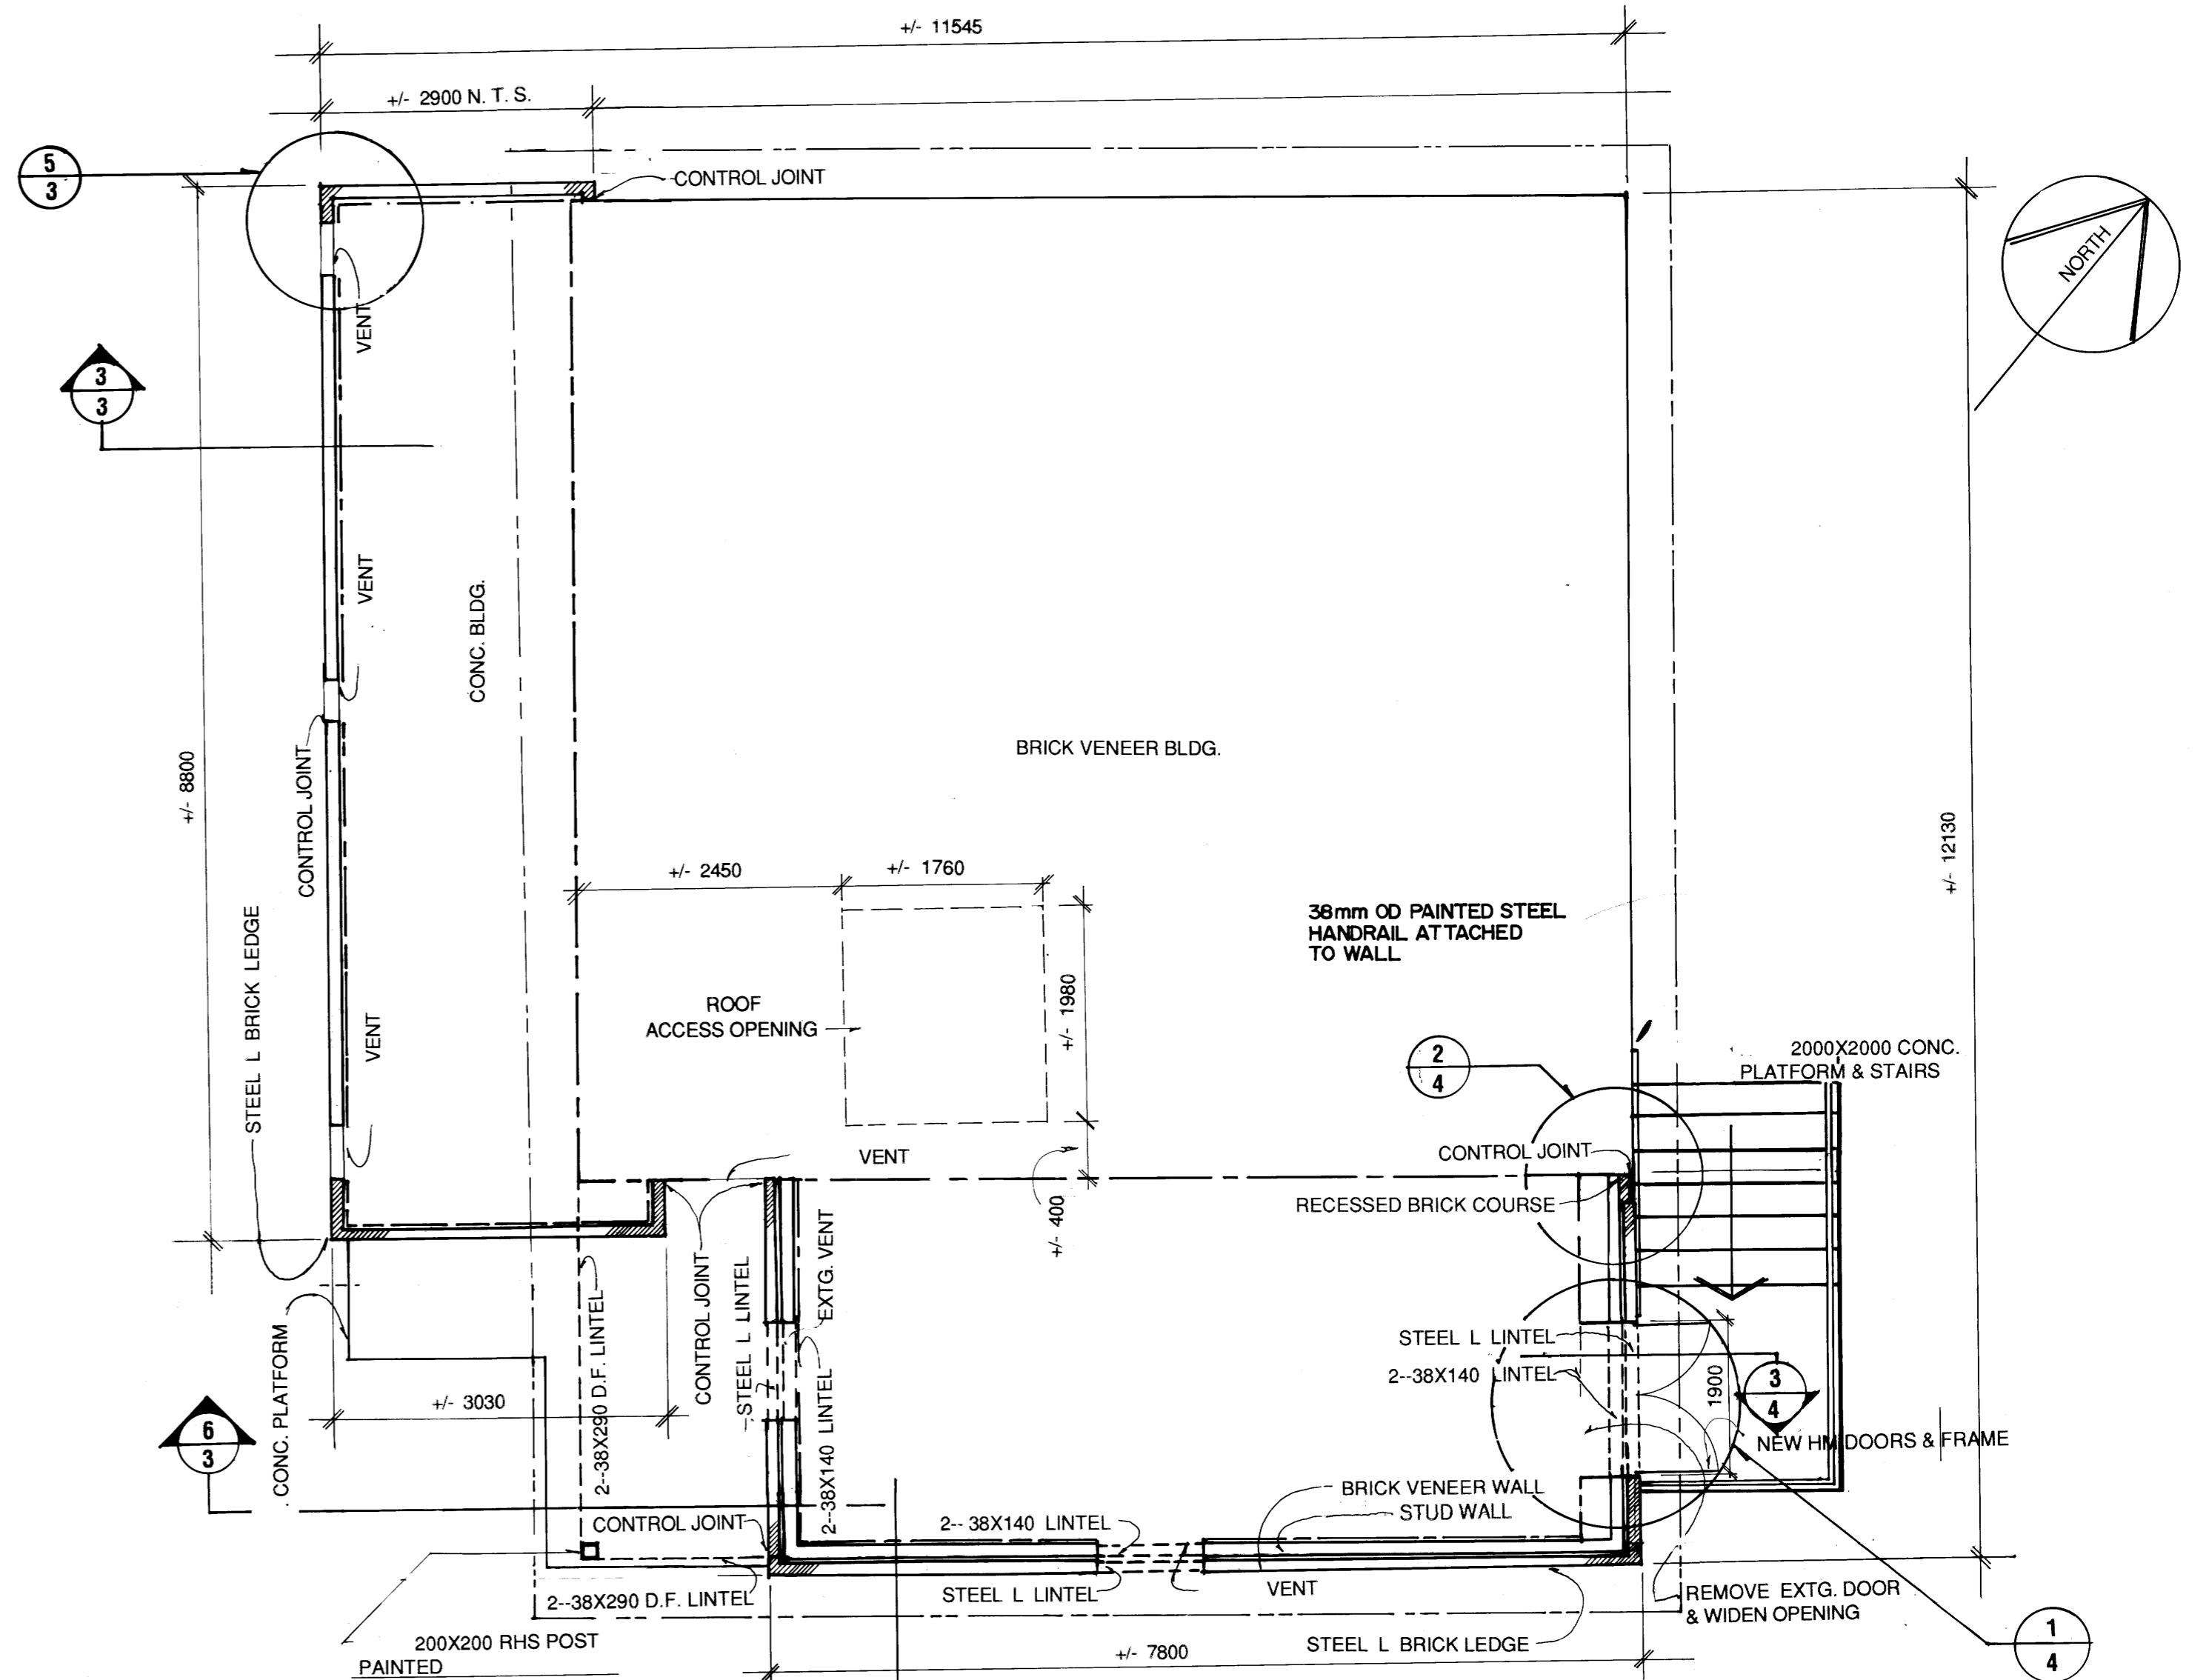 +/- 11545
+/- 2900 N. T. S.
5
3
CONTROL JOINT
NORTH
VENT
3
3
VENT
CONC. BLDG.
BRICK VENEER BLDG.
+/- 8800
CONTROL JOINT
+/- 12130
+/- 2450
+/- 1760
38mm OD PAINTED STEEL
HANDRAIL ATTACHED
TO WALL
STEEL L BRICK LEDGE
ROOF
ACCESS OPENING
+/- 1980
VENT
2
4
2000X2000 CONC.
PLATFORM & STAIRS
VENT
CONTROL JOINT
RECESSED BRICK COURSE
+/- 400
EXTG. VENT
CONTROL JOINT
STEEL L LINTEL
2--38X290 D.F. LINTEL
CONC. PLATFORM
STEEL L LINTEL
2--38X140 LINTEL
1900
3
4
+/- 3030
6
3
2--38X140 LINTEL
NEW HM DOORS & FRAME
BRICK VENEER WALL
STUD WALL
CONTROL JOINT
2-- 38X140 LINTEL
2--38X290 D.F. LINTEL
STEEL L LINTEL
VENT
REMOVE EXTG. DOOR
& WIDEN OPENING
200X200 RHS POST
PAINTED
STEEL L BRICK LEDGE
+/- 7800
1
4